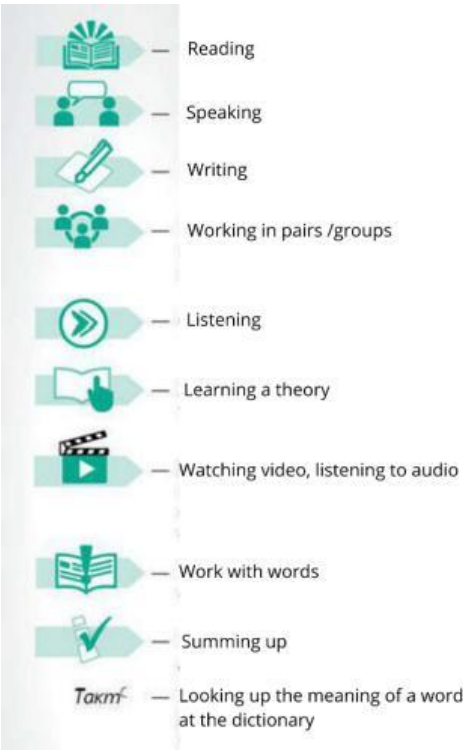 — Reading
— Speaking
— Writing
— Working in pairs /groups
— Listening
— Learning a theory
— Watching video, listening to audio
— Work with words
— Summing up
Такт — Looking up the meaning of a word
at the dictionary